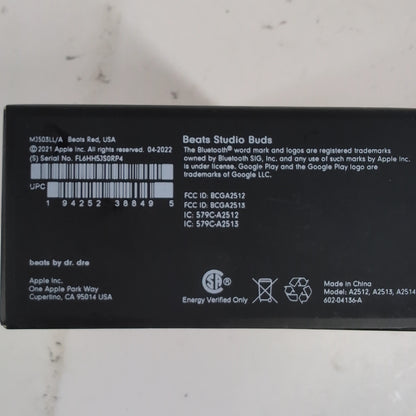 MJ503LL/A Beats Red, USA
©2021 Apple Inc. All rights reserved. 04-2022
(S) Serial No. FL6HH5JS0RP4
UPC
1 94252 38849 5
beats by dr. dre
Apple Inc.
One Apple Park Way
Cupertino, CA 95014 USA
Beats Studio Buds
The Bluetooth® word mark and logos are registered trademarks
owned by Bluetooth SIG, Inc. and any use of such marks by Apple Inc.
is under license. Google Play and the Google Play logo are
trademarks of Google LLC.
FCC ID: BCGA2512
FCC ID: BCGA2513
IC: 579C-A2512
IC: 579C-A2513
Energy Verified Only
Made in China
Model: A2512, A2513, A2514
602-04136-A